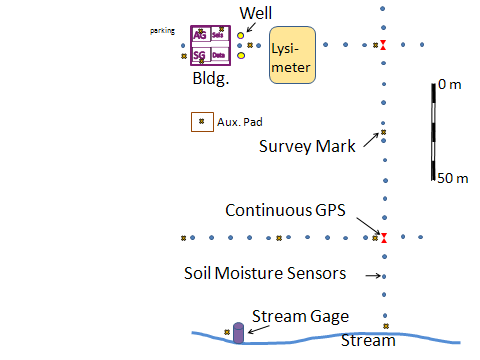 Well
parking
AG Seis
SG Data
Lysi-
meter
Bldg.
0 m
Aux. Pad
Survey Mark
50 m
Continuous GPS
Soil Moisture Sensors
Stream Gage
Stream